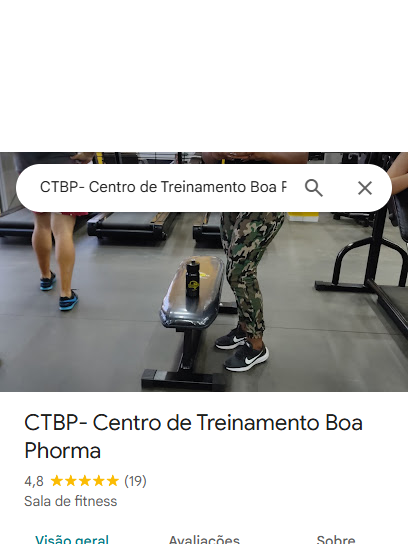 CTBP- Centro de Treinamento Boa P
CTBP- Centro de Treinamento Boa
Phorma
4,8 (19)
Sala de fitness
Visão geral Avaliações Sobre